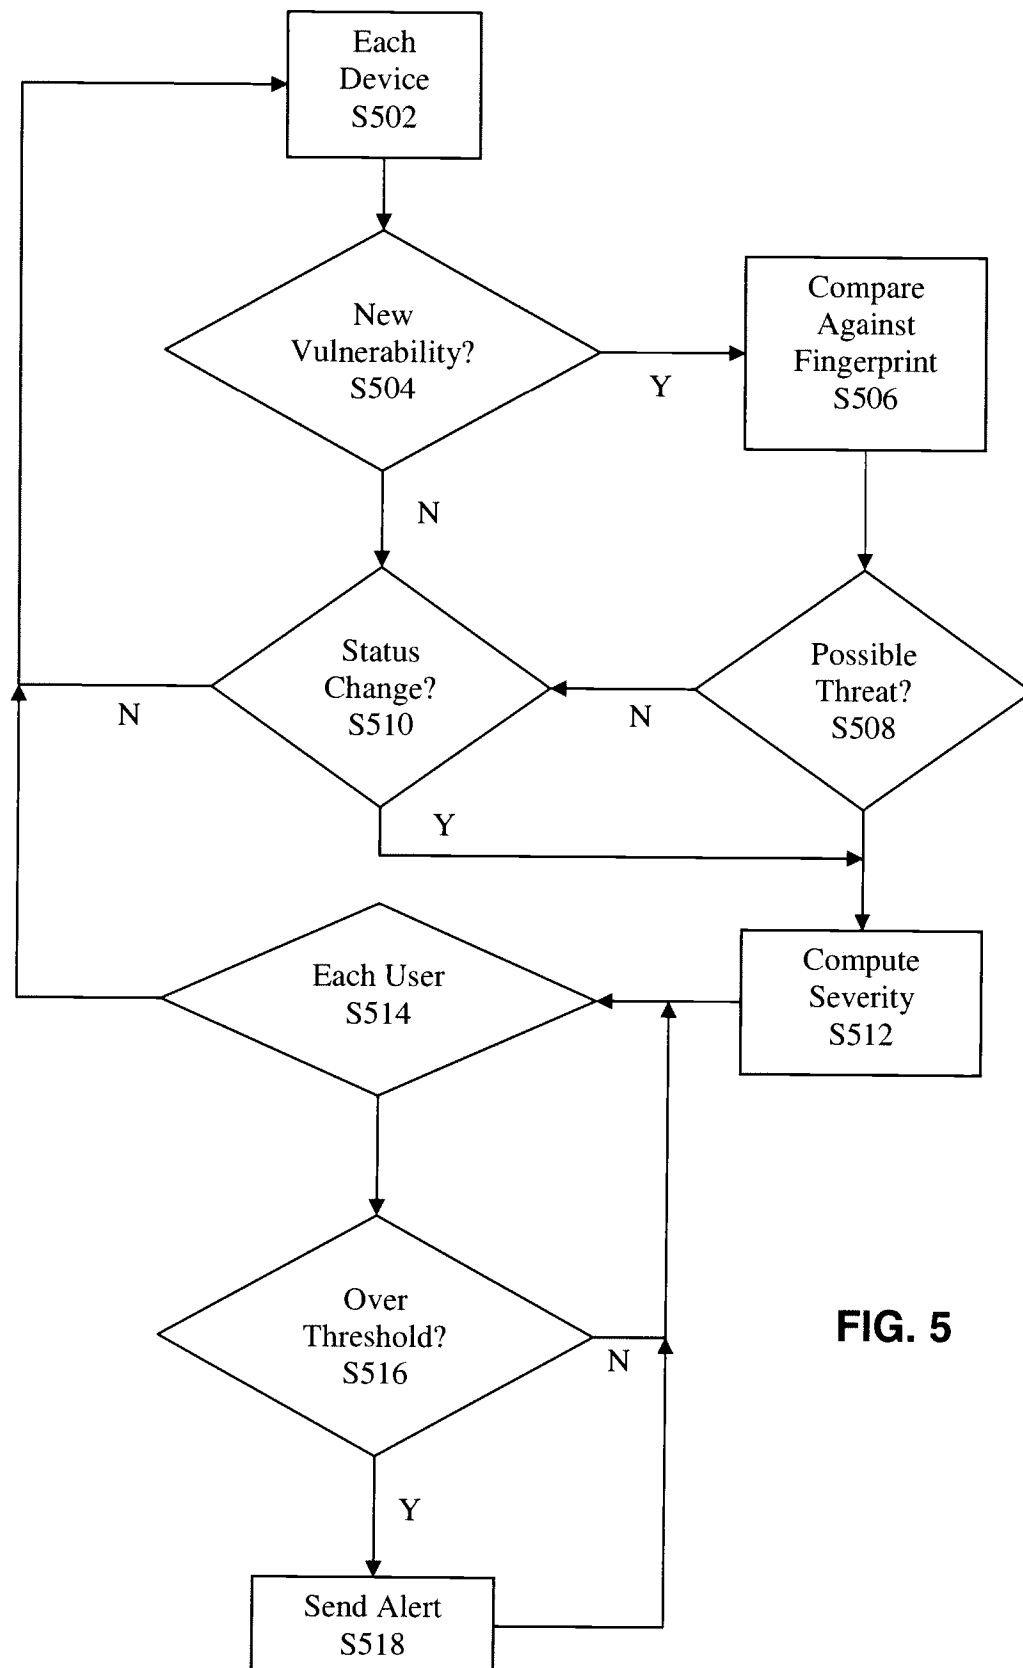 Each
Device
S502
New
Vulnerability?
S504
Y
Compare
Against
Fingerprint
S506
N
Status
Change?
S510
N
N
Possible
Threat?
S508
Y
Each User
S514
Compute
Severity
S512
Over
Threshold?
S516
N
FIG. 5
Y
Send Alert
S518